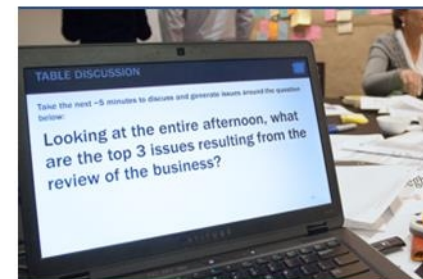 TABLE DISCUSSION
Take the next ~5 minutes to discuss and generate issues around the question
below:
Looking at the entire afternoon, what
are the top 3 issues resulting from the
review of the business?
LATITUDE